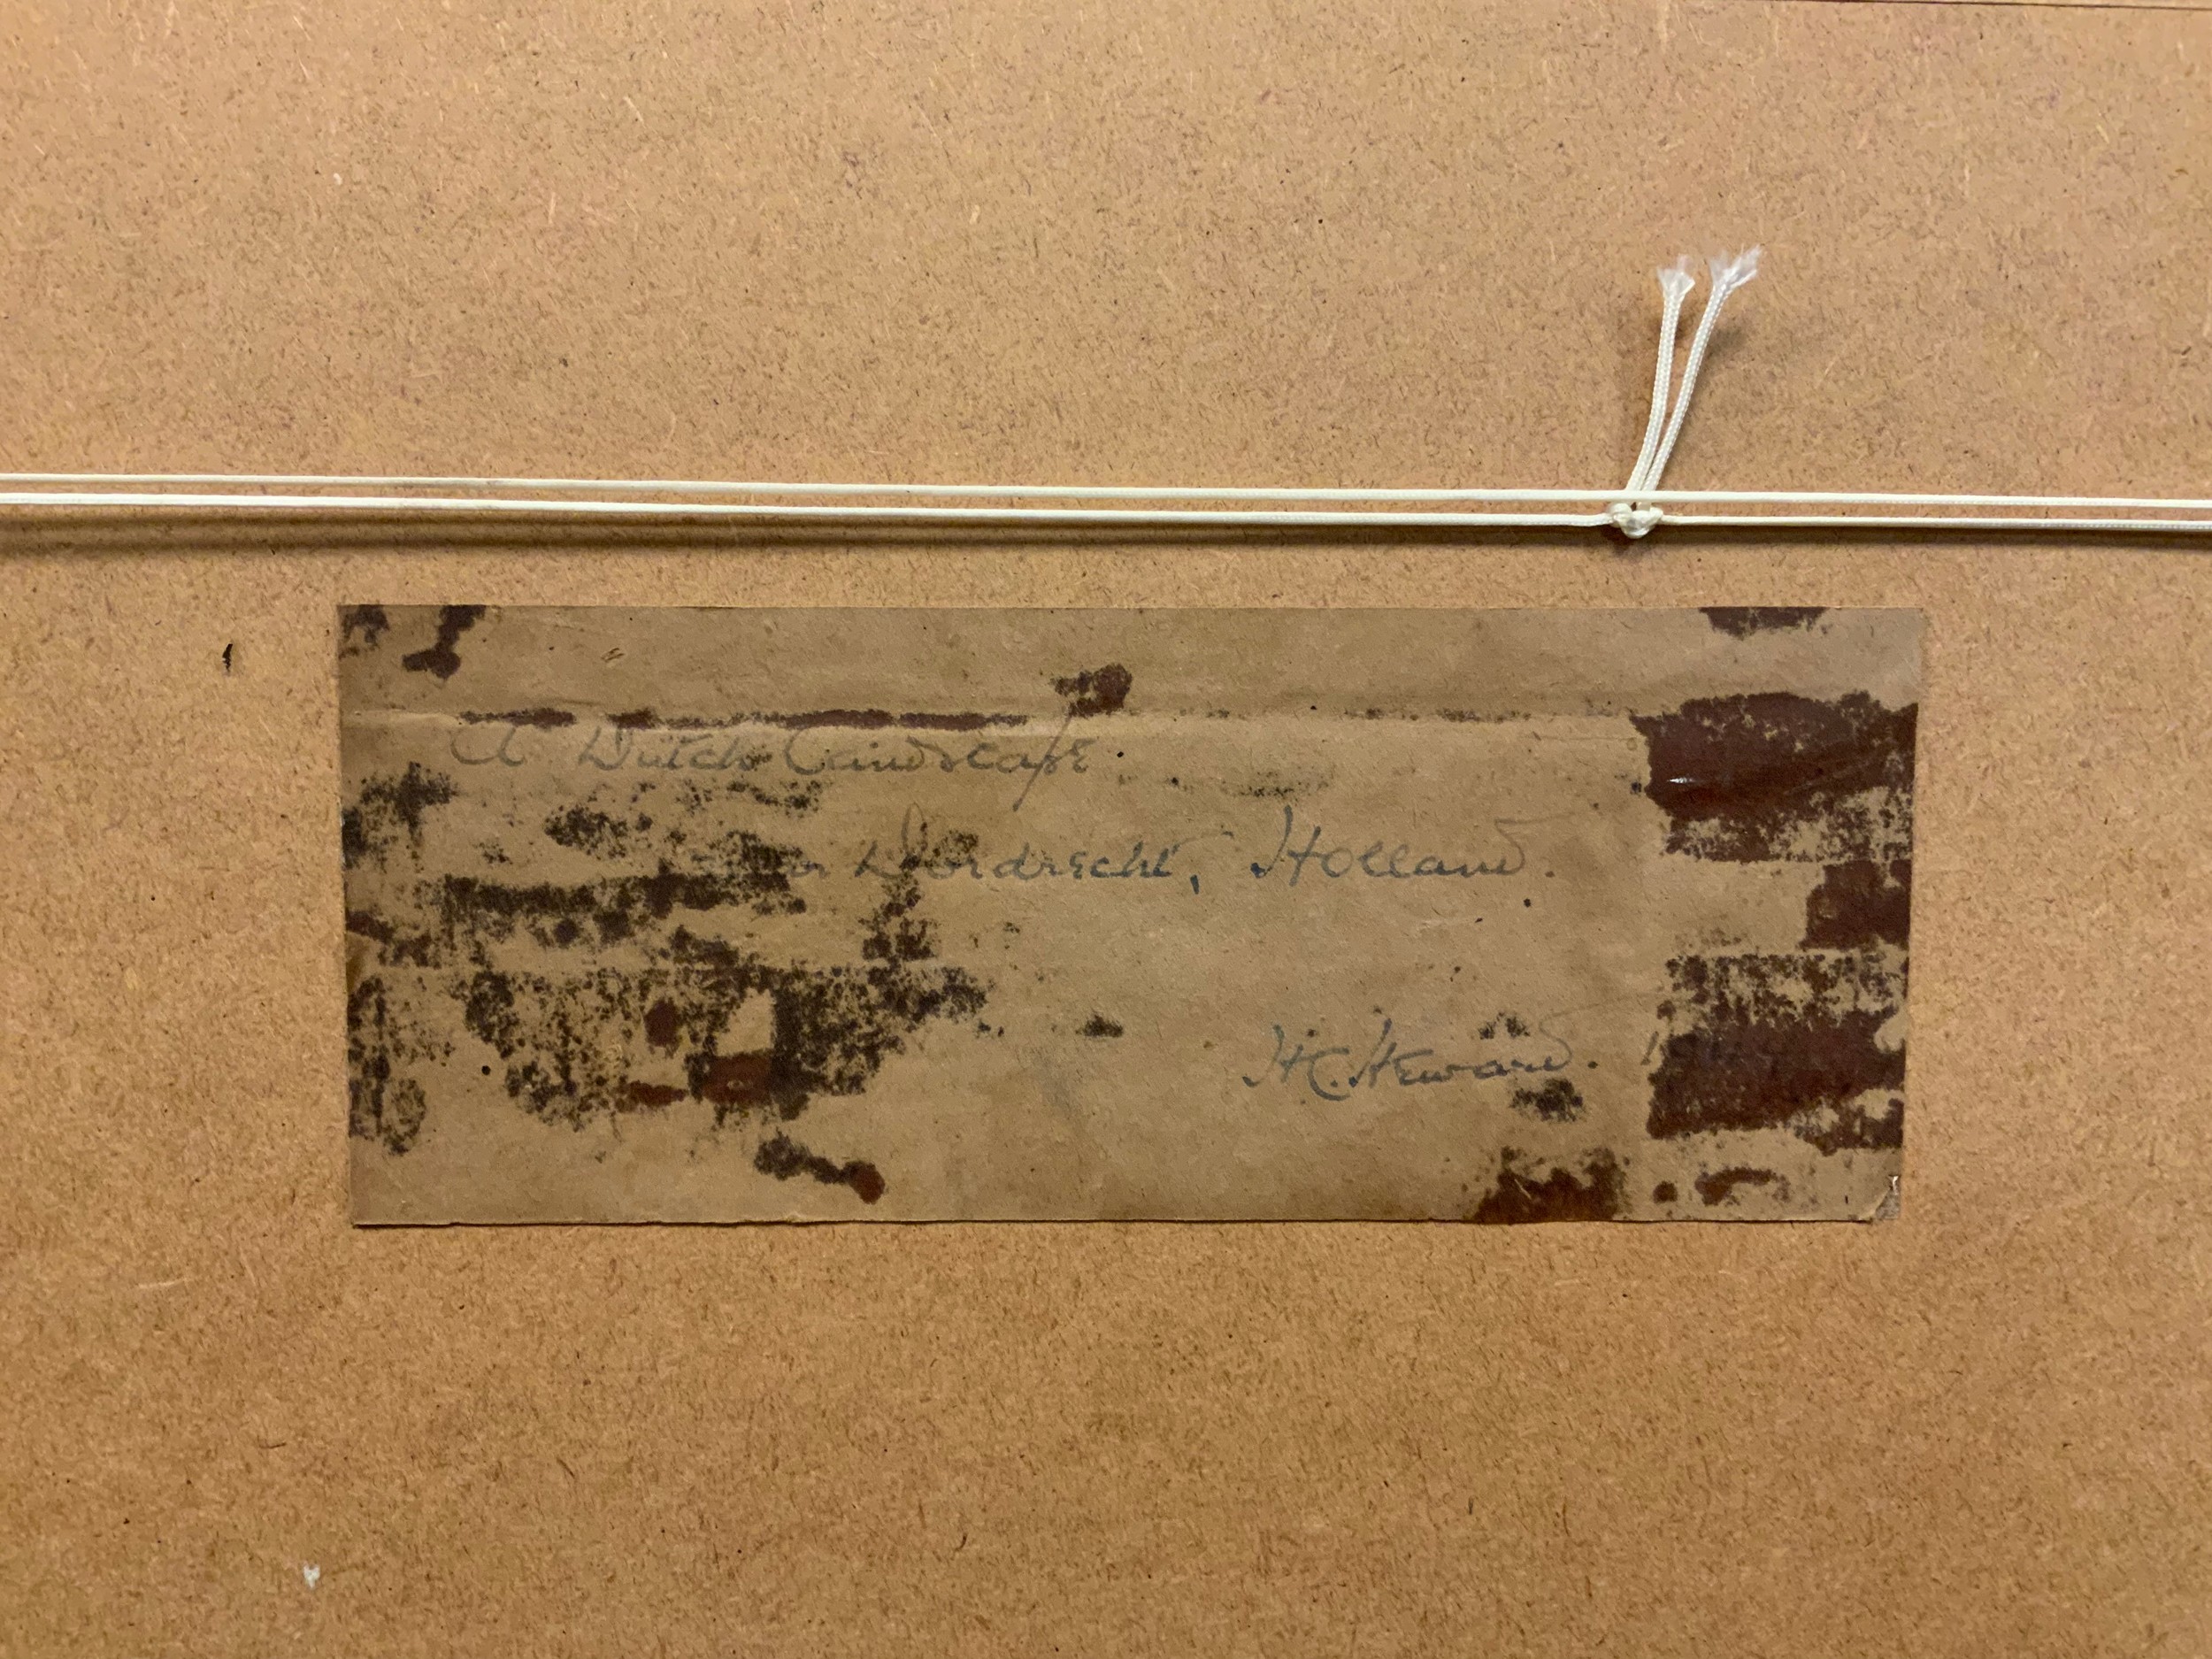 A Dutch Landscape
Dordrecht, Holland.
H.C. Heward.